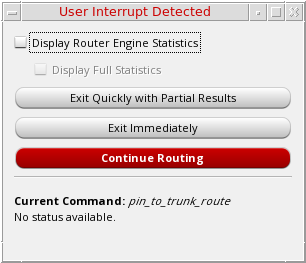 User Interrupt Detected
Display Router Engine Statistics
Display Full Statistics
Exit Quickly with Partial Results
Exit Immediately
Continue Routing
Current Command: pin_to_trunk_route
No status available.